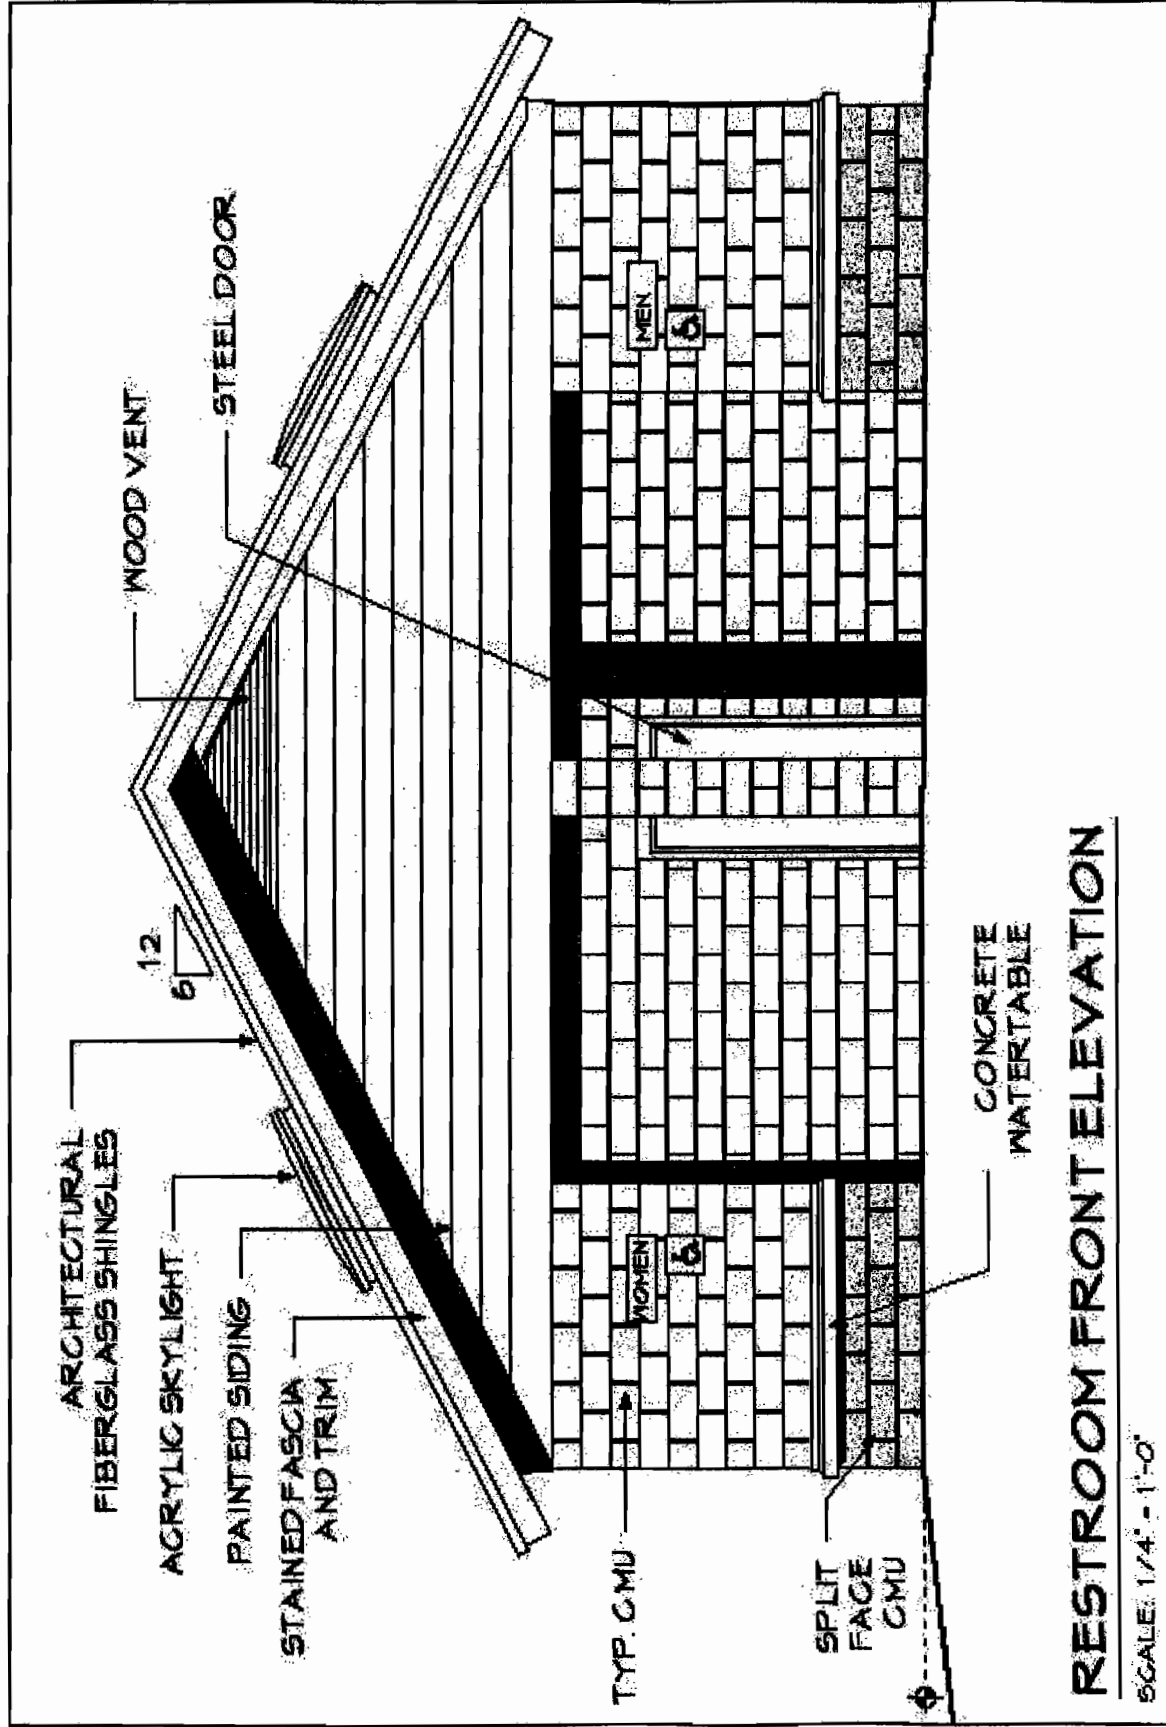 ARCHITECTURAL
FIBERGLASS SHINGLES
ACRYLIC SKYLIGHT
PAINTED SIDING
STAINED FASCIA
AND TRIM
12
6
WOOD VENT
STEEL DOOR
TYP. CMU
WOMEN
MEN
SPLIT
FACE
CMU
CONCRETE
WATERTABLE
RESTROOM FRONT ELEVATION
SCALE: 1/4" = 1'-0"